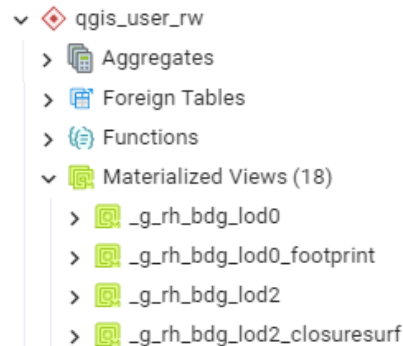 qgis_user_rw
Aggregates
Foreign Tables
Functions
Materialized Views (18)
_g_rh_bdg_lod0
_g_rh_bdg_lod0_footprint
_g_rh_bdg_lod2
_g_rh_bdg_lod2_closuresurf